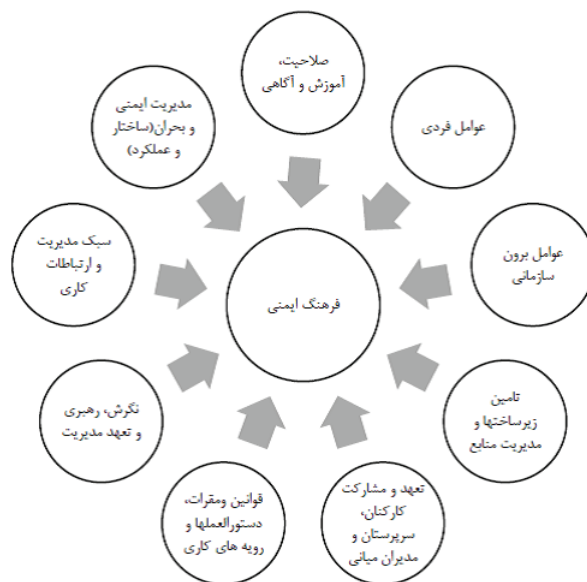 صلاحیت،
آموزش و آگاهی
عوامل فردی
عوامل برون
سازمانی
تامین
زیرساختها و
مدیریت منابع
تعهد و مشارکت
کارکنان،
سرپرستان و
مدیران میانی
قوانین ومقرات،
دستورالعملها و
رویه های کاری
نگرش، رهبری
و تعهد مدیریت
سبک مدیریت
و ارتباطات
کاری
مدیریت ایمنی
و بحران(ساختار
و عملکرد)
فرهنگ ایمنی